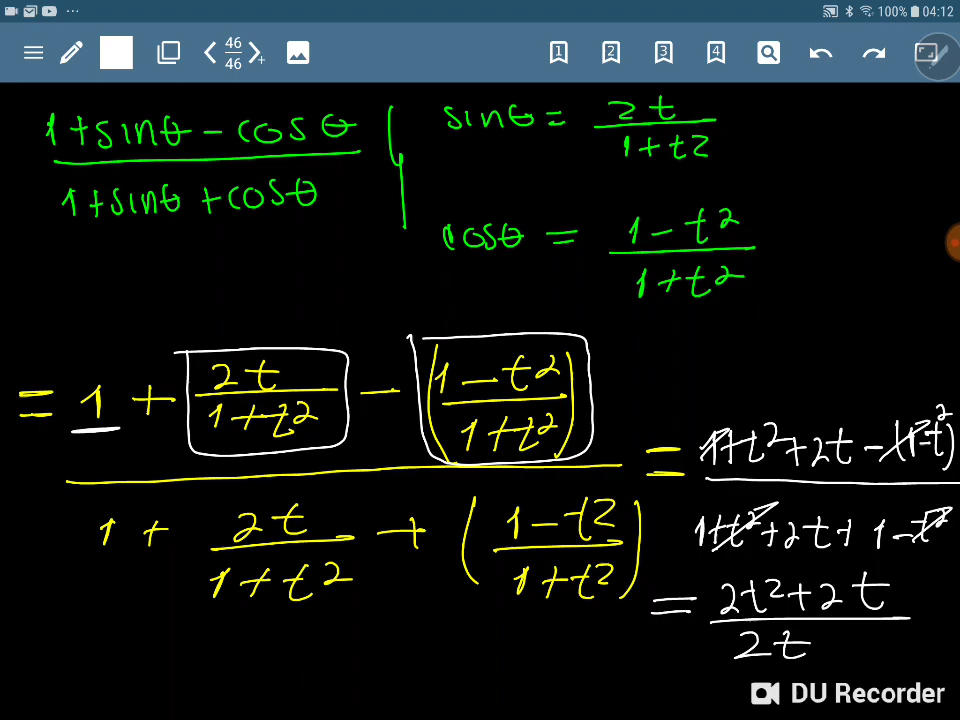 100% 04:12
46
46
1 2 3 4
1+sinθ-cosθ
1+sinθ+cosθ
sinθ= 2t
1+t2
cosθ = 1-t2
1+t2
= 1 + 2t - (1-t2)
1+t2 1+t2
1 + 2t + (1-t2)
1+t2 1+t2
= 1+t2+2t-(1-t2)
1+t2+2t+1-t2
= 2t2+2t
2t
DU Recorder